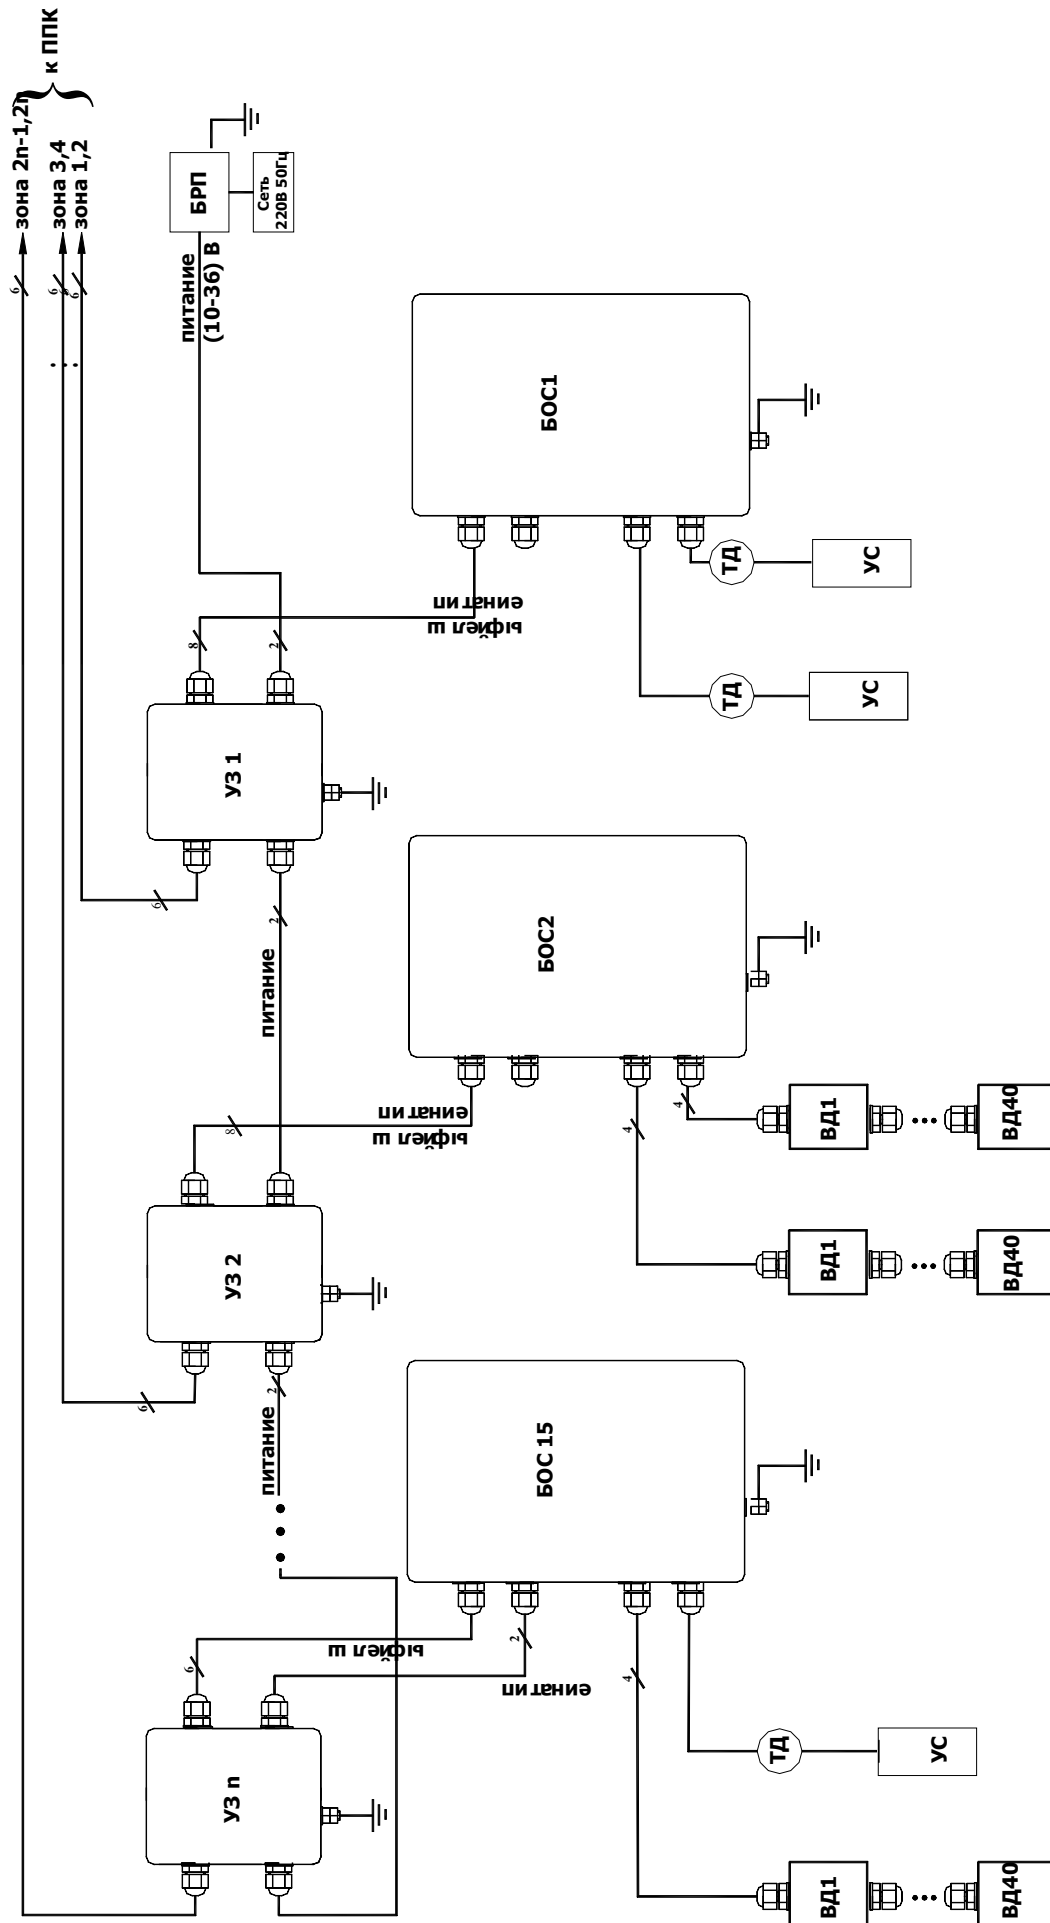 к ППК
зона 2n-1,2n
зона 3,4
зона 1,2
6
6
6
БРП
Сеть
220В 50Гц
питание
(10-36) В
БОС1
питание
шлейфы
8
2
ТД
УС
ТД
УС
УЗ 1
6
2
питание
БОС2
питание
шлейфы
8
4
4
ВД1
ВД40
ВД1
ВД40
УЗ 2
6
2
питание
БОС 15
шлейфы
6
2
питание
4
ТД
УС
УЗ n
ВД1
ВД40